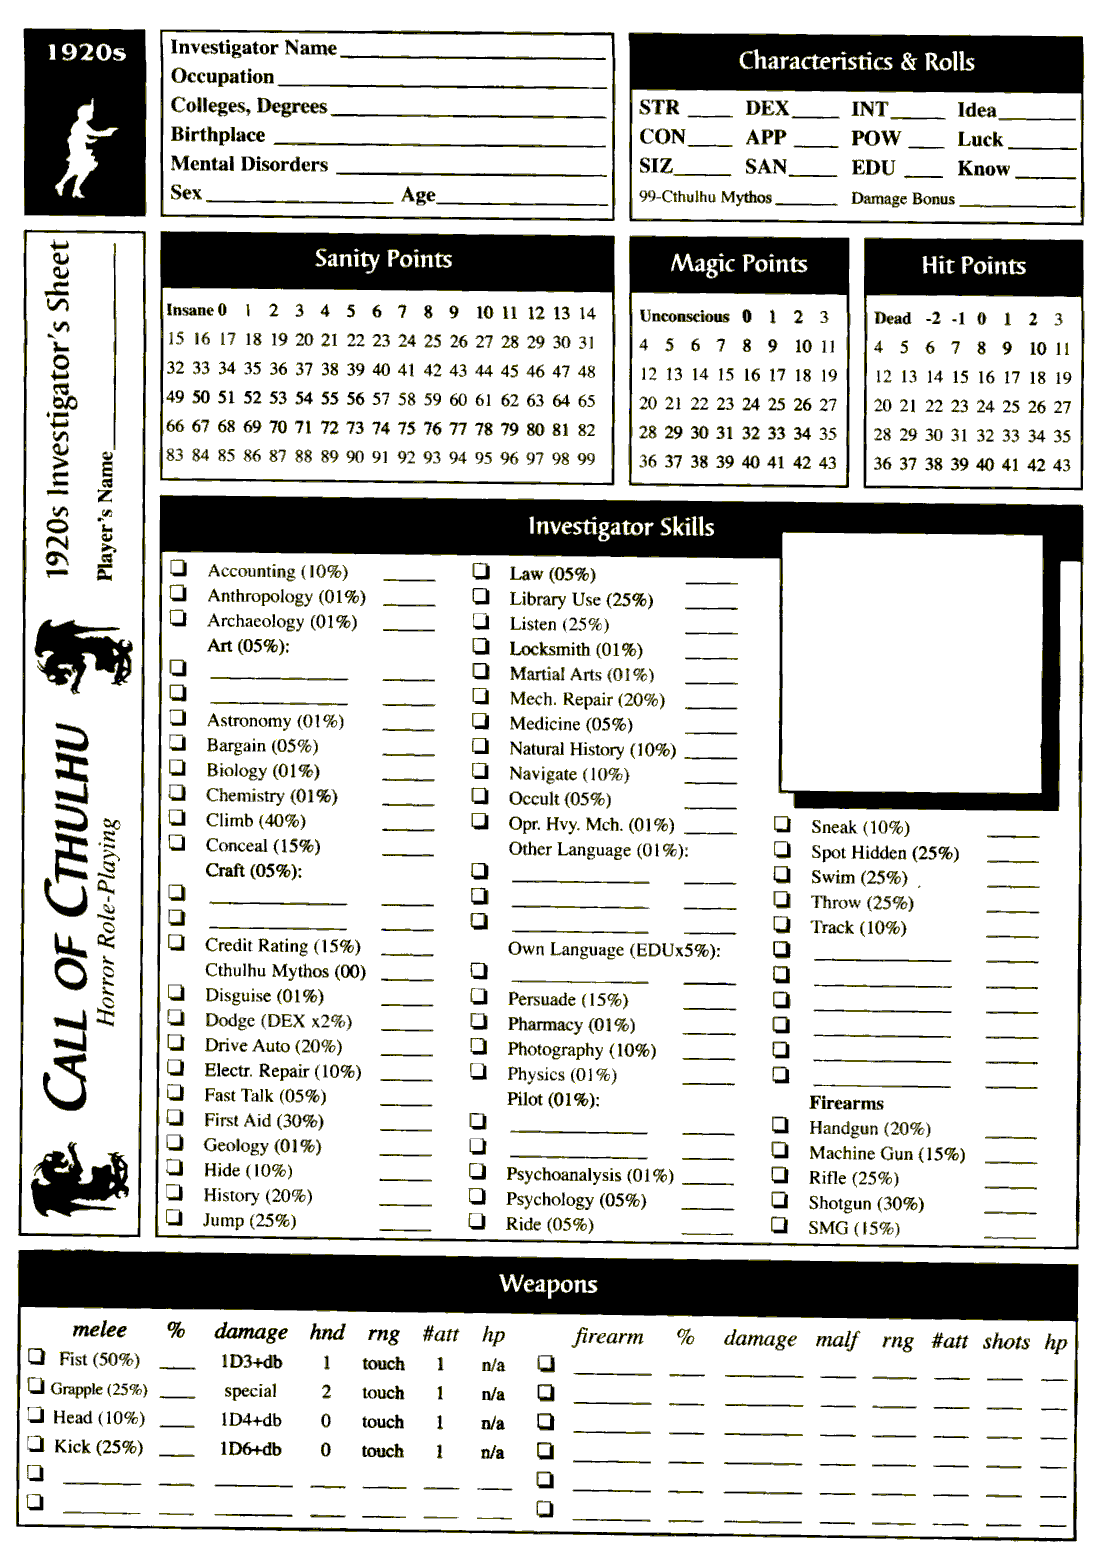 1920s
Investigator Name
Occupation
Colleges, Degrees
Birthplace
Mental Disorders
Sex Age
Characteristics & Rolls
STR DEX INT Idea
CON APP POW Luck
SIZ SAN EDU Know
99-Cthulhu Mythos Damage Bonus
1920s Investigator's Sheet
Player's Name
CALL OF CTHULHU
Horror Role-Playing
Sanity Points
Insane 0 1 2 3 4 5 6 7 8 9 10 11 12 13 14
15 16 17 18 19 20 21 22 23 24 25 26 27 28 29 30 31
32 33 34 35 36 37 38 39 40 41 42 43 44 45 46 47 48
49 50 51 52 53 54 55 56 57 58 59 60 61 62 63 64 65
66 67 68 69 70 71 72 73 74 75 76 77 78 79 80 81 82
83 84 85 86 87 88 89 90 91 92 93 94 95 96 97 98 99
Magic Points
Unconscious 0 1 2 3
4 5 6 7 8 9 10 11
12 13 14 15 16 17 18 19
20 21 22 23 24 25 26 27
28 29 30 31 32 33 34 35
36 37 38 39 40 41 42 43
Hit Points
Dead -2 -1 0 1 2 3
4 5 6 7 8 9 10 11
12 13 14 15 16 17 18 19
20 21 22 23 24 25 26 27
28 29 30 31 32 33 34 35
36 37 38 39 40 41 42 43
Investigator Skills
Accounting (10%)
Anthropology (01%)
Archaeology (01%)
Art (05%):
Astronomy (01%)
Bargain (05%)
Biology (01%)
Chemistry (01%)
Climb (40%)
Conceal (15%)
Craft (05%):
Credit Rating (15%)
Cthulhu Mythos (00)
Disguise (01%)
Dodge (DEX x2%)
Drive Auto (20%)
Electr. Repair (10%)
Fast Talk (05%)
First Aid (30%)
Geology (01%)
Hide (10%)
History (20%)
Jump (25%)
Law (05%)
Library Use (25%)
Listen (25%)
Locksmith (01%)
Martial Arts (01%)
Mech. Repair (20%)
Medicine (05%)
Natural History (10%)
Navigate (10%)
Occult (05%)
Opr. Hvy. Mch. (01%)
Other Language (01%):
Own Language (EDUx5%):
Persuade (15%)
Pharmacy (01%)
Photography (10%)
Physics (01%)
Pilot (01%):
Psychoanalysis (01%)
Psychology (05%)
Ride (05%)
Sneak (10%)
Spot Hidden (25%)
Swim (25%)
Throw (25%)
Track (10%)
Firearms
Handgun (20%)
Machine Gun (15%)
Rifle (25%)
Shotgun (30%)
SMG (15%)
Weapons
melee % damage hnd rng #att hp
Fist (50%) 1D3+db 1 touch 1 n/a
Grapple (25%) special 2 touch 1 n/a
Head (10%) 1D4+db 0 touch 1 n/a
Kick (25%) 1D6+db 0 touch 1 n/a
firearm % damage malf rng #att shots hp